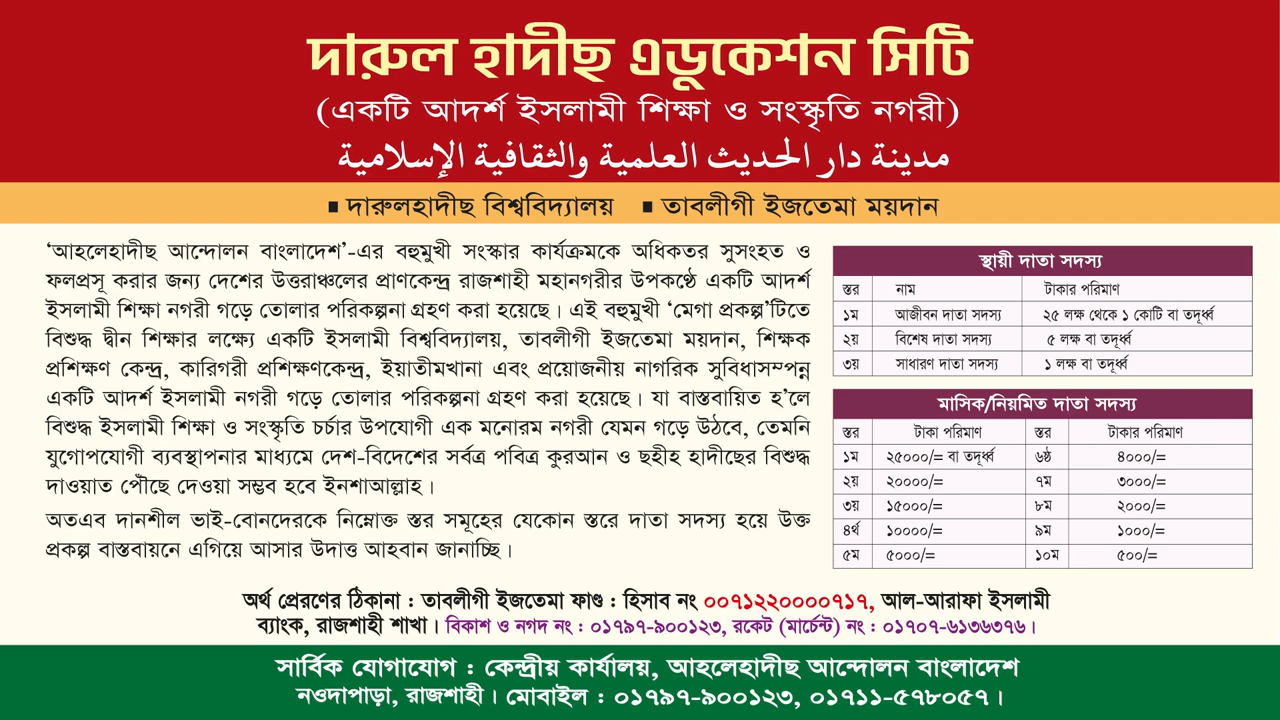 দারুল হাদীছ এডুকেশন সিটি
(একটি আদর্শ ইসলামী শিক্ষা ও সংস্কৃতি নগরী)
مدينة دار الحديث العلمية والثقافية الإسلامية
■ দারুলহাদীছ বিশ্ববিদ্যালয় ■ তাবলীগী ইজতেমা ময়দান
‘আহলেহাদীছ আন্দোলন বাংলাদেশ’-এর বহুমুখী সংস্কার কার্যক্রমকে অধিকতর সুসংহত ও
ফলপ্রসূ করার জন্য দেশের উত্তরাঞ্চলের প্রাণকেন্দ্র রাজশাহী মহানগরীর উপকণ্ঠে একটি আদর্শ
ইসলামী শিক্ষা নগরী গড়ে তোলার পরিকল্পনা গ্রহণ করা হয়েছে। এই বহুমুখী ‘মেগা প্রকল্প’টিতে
বিশুদ্ধ দ্বীন শিক্ষার লক্ষ্যে একটি ইসলামী বিশ্ববিদ্যালয়, তাবলীগী ইজতেমা ময়দান, শিক্ষক
প্রশিক্ষণ কেন্দ্র, কারিগরী প্রশিক্ষণকেন্দ্র, ইয়াতীমখানা এবং প্রয়োজনীয় নাগরিক সুবিধাসম্পন্ন
একটি আদর্শ ইসলামী নগরী গড়ে তোলার পরিকল্পনা গ্রহণ করা হয়েছে। যা বাস্তবায়িত হ’লে
বিশুদ্ধ ইসলামী শিক্ষা ও সংস্কৃতি চর্চার উপযোগী এক মনোরম নগরী যেমন গড়ে উঠবে, তেমনি
যুগোপযোগী ব্যবস্থাপনার মাধ্যমে দেশ-বিদেশের সর্বত্র পবিত্র কুরআন ও ছহীহ হাদীছের বিশুদ্ধ
দাওয়াত পৌঁছে দেওয়া সম্ভব হবে ইনশাআল্লাহ।
অতএব দানশীল ভাই-বোনদেরকে নিম্নোক্ত স্তর সমূহের যেকোন স্তরে দাতা সদস্য হয়ে উক্ত
প্রকল্প বাস্তবায়নে এগিয়ে আসার উদাত্ত আহবান জানাচ্ছি।
স্থায়ী দাতা সদস্য
স্তর নাম টাকার পরিমাণ
১ম আজীবন দাতা সদস্য ২৫ লক্ষ থেকে ১ কোটি বা তদূর্ধ্ব
২য় বিশেষ দাতা সদস্য ৫ লক্ষ বা তদূর্ধ্ব
৩য় সাধারণ দাতা সদস্য ১ লক্ষ বা তদূর্ধ্ব
মাসিক/নিয়মিত দাতা সদস্য
স্তর টাকা পরিমাণ স্তর টাকার পরিমাণ
১ম ২৫০০০/= বা তদূর্ধ্ব ৬ষ্ঠ ৪০০০/=
২য় ২০০০০/= ৭ম ৩০০০/=
৩য় ১৫০০০/= ৮ম ২০০০/=
৪র্থ ১০০০০/= ৯ম ১০০০/=
৫ম ৫০০০/= ১০ম ৫০০/=
অর্থ প্রেরণের ঠিকানা : তাবলীগী ইজতেমা ফাণ্ড : হিসাব নং ০০৭১২২০০০০৭১৭, আল-আরাফা ইসলামী
ব্যাংক, রাজশাহী শাখা। বিকাশ ও নগদ নং : ০১৭৯৭-৯০০১২৩, রকেট (মার্চেন্ট) নং : ০১৭০৭-৬১৩৬৩৭৬।
সার্বিক যোগাযোগ : কেন্দ্রীয় কার্যালয়, আহলেহাদীছ আন্দোলন বাংলাদেশ
নওদাপাড়া, রাজশাহী। মোবাইল : ০১৭৯৭-৯০০১২৩, ০১৭১১-৫৭৮০৫৭।